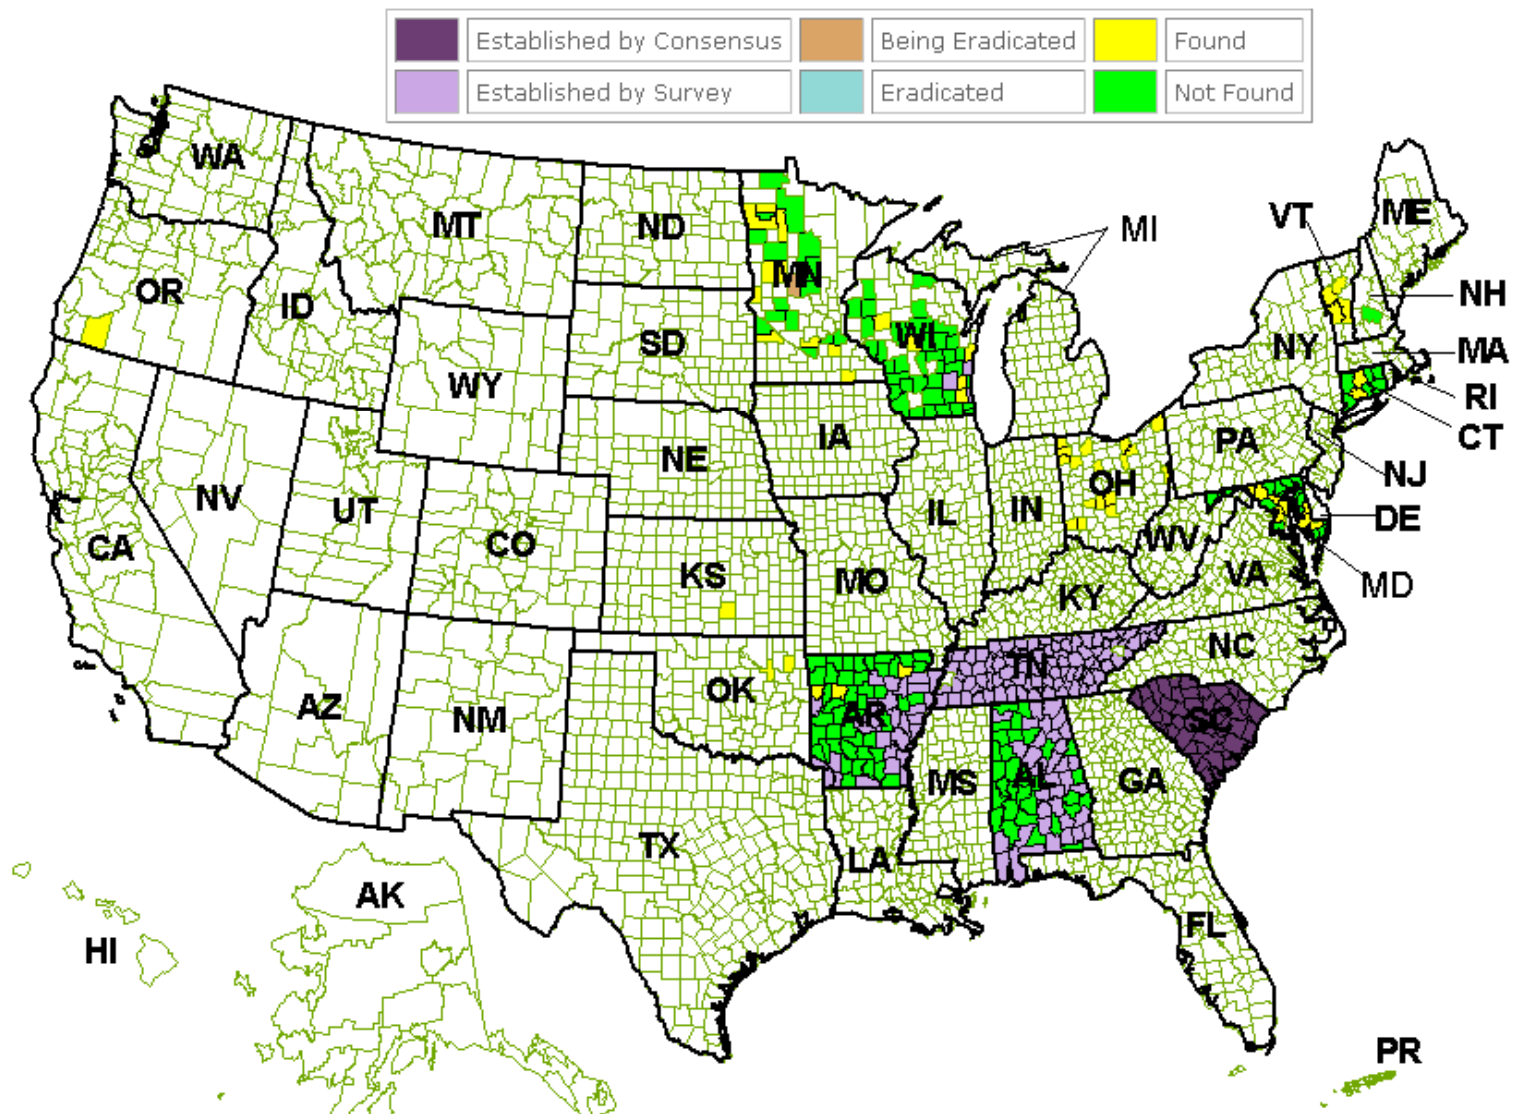 Established by Consensus Being Eradicated Found
Established by Survey Eradicated Not Found
WA
MT
ND
MN
MI
VT
ME
OR
ID
SD
WI
NH
WY
NY
MA
RI
CT
NE
IA
PA
NJ
NV
UT
CO
IL
IN
OH
DE
CA
KS
MO
WV
KY
VA
MD
AZ
NM
OK
AR
TN
NC
SC
MS
AL
GA
TX
LA
AK
HI
FL
PR